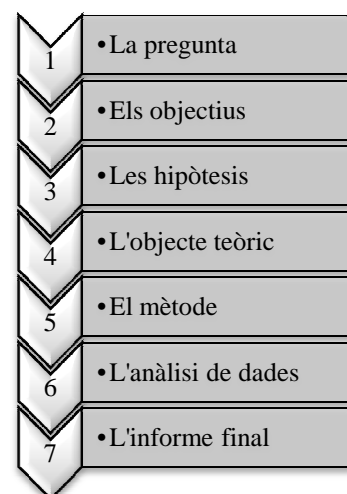 1 •La pregunta
2 •Els objectius
3 •Les hipòtesis
4 •L'objecte teòric
5 •El mètode
6 •L'anàlisi de dades
7 •L'informe final